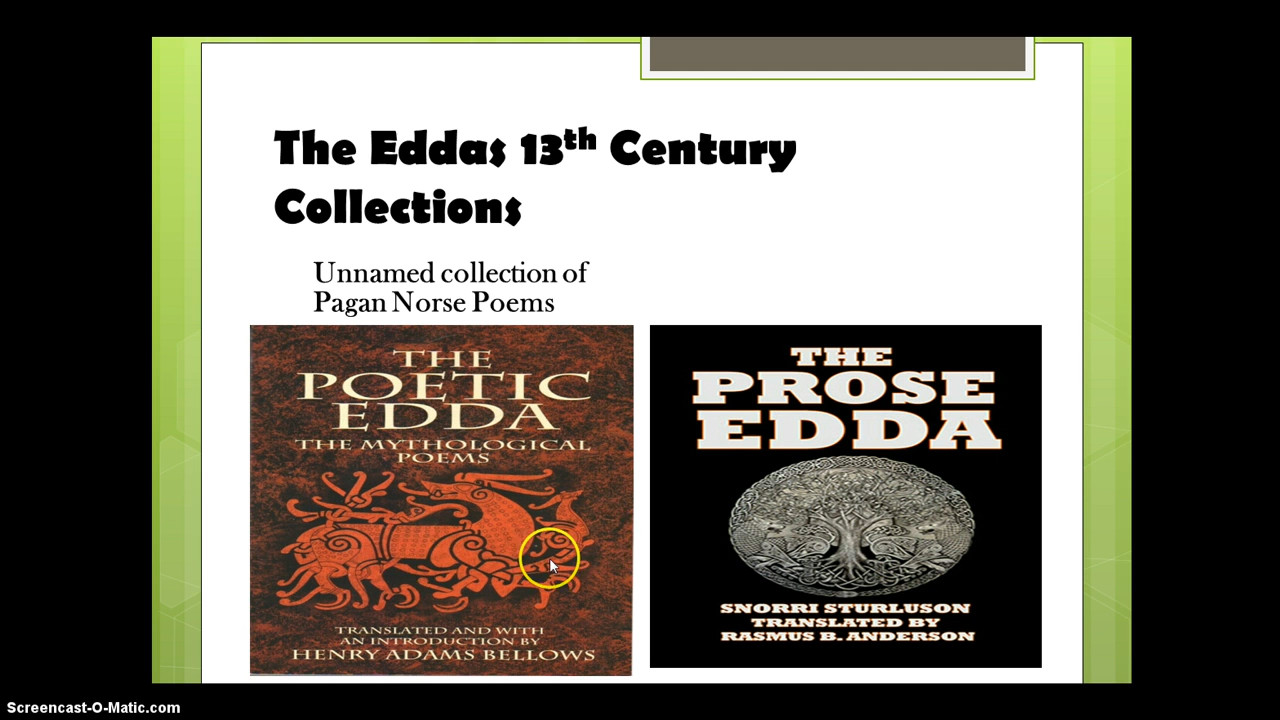 The Eddas 13th Century
Collections
Unnamed collection of
Pagan Norse Poems
THE
POETIC
EDDA
THE MYTHOLOGICAL
POEMS
TRANSLATED AND WITH
AN INTRODUCTION BY
HENRY ADAMS BELLOWS
THE
PROSE
EDDA
SNORRI STURLUSON
TRANSLATED BY
RASMUS B. ANDERSON
Screencast-O-Matic.com